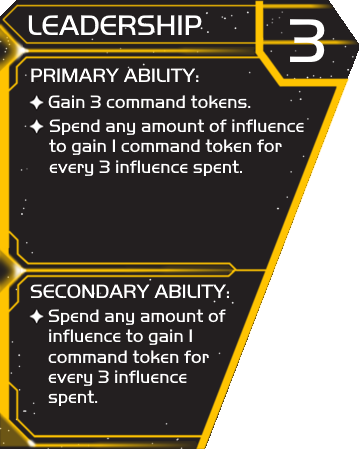 LEADERSHIP
3
PRIMARY ABILITY:
✦ Gain 3 command tokens.
✦ Spend any amount of influence
to gain 1 command token for
every 3 influence spent.
SECONDARY ABILITY:
✦ Spend any amount of
influence to gain 1
command token for
every 3 influence
spent.